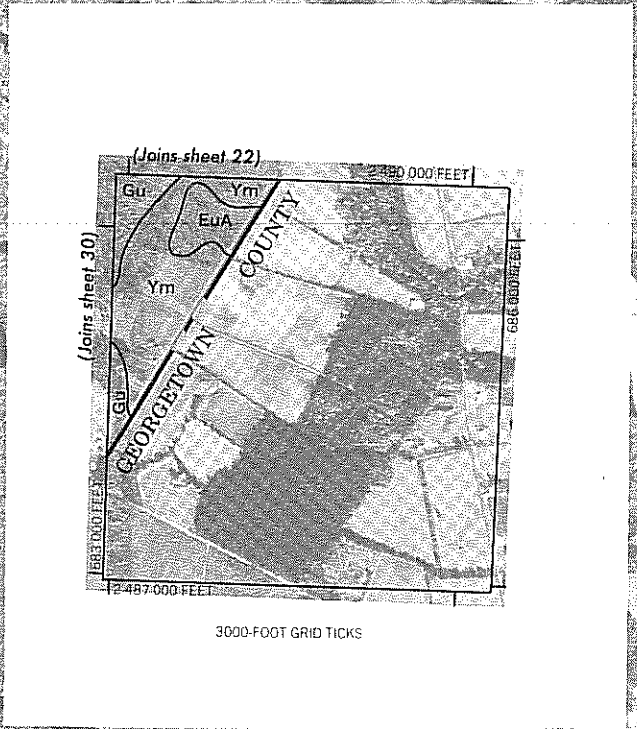 (Joins sheet 22)
2 490 000 FEET
Gu
Ym
EuA
COUNTY
(Joins sheet 30)
Ym
686 000 FEET
GEORGETOWN
Gu
683 000 FEET
2 487 000 FEET
3000-FOOT GRID TICKS